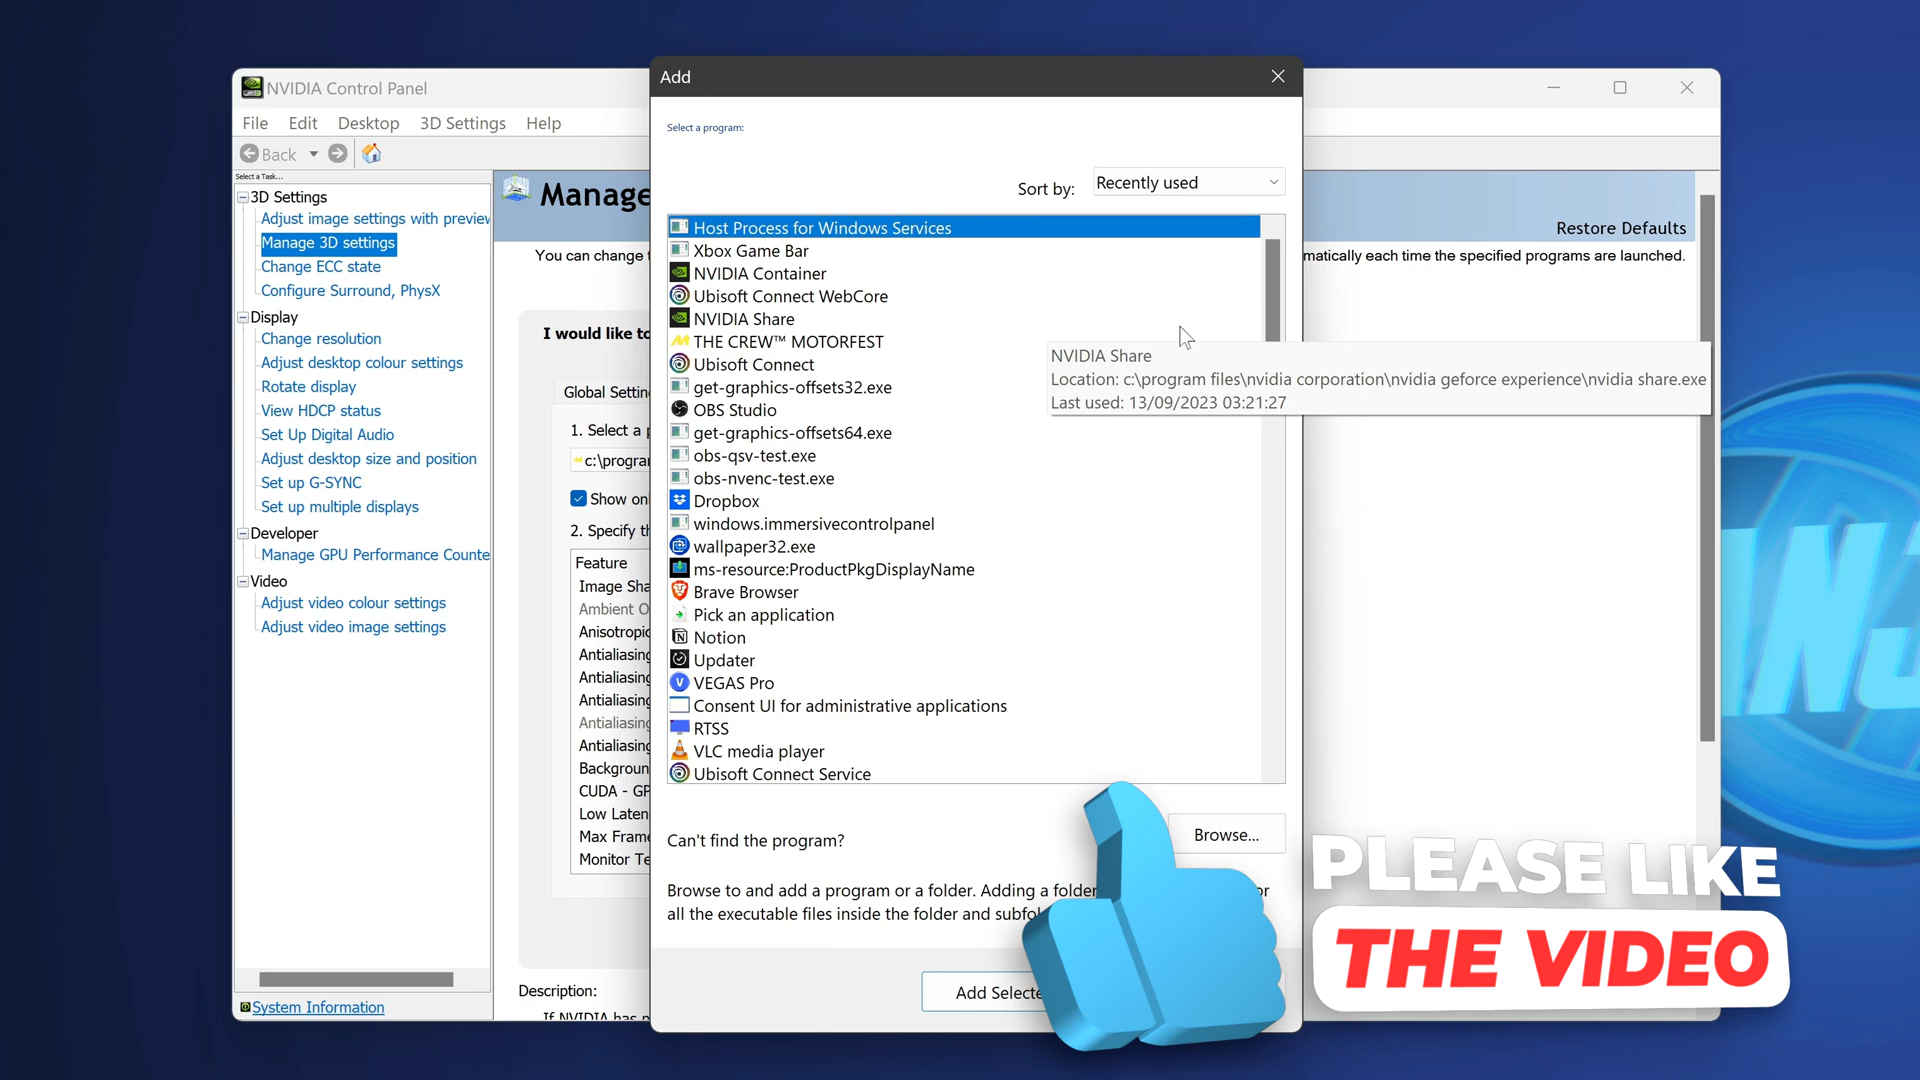 NVIDIA Control Panel
File Edit Desktop 3D Settings Help
Back
Select a Task...
3D Settings
Adjust image settings with preview
Manage 3D settings
Change ECC state
Configure Surround, PhysX
Display
Change resolution
Adjust desktop colour settings
Rotate display
View HDCP status
Set Up Digital Audio
Adjust desktop size and position
Set up G-SYNC
Set up multiple displays
Developer
Manage GPU Performance Counte
Video
Adjust video colour settings
Adjust video image settings
System Information
Manage
Restore Defaults
You can change
matically each time the specified programs are launched.
I would like to
Global Settin
1. Select a
c:\progra
Show onl
2. Specify th
Feature
Image Sha
Ambient O
Anisotropic
Antialiasing
Antialiasing
Antialiasing
Antialiasing
Antialiasing
Backgroun
CUDA - GP
Low Laten
Max Frame
Monitor Te
Description:
If NVIDIA has
Add
Select a program:
Sort by: Recently used
Host Process for Windows Services
Xbox Game Bar
NVIDIA Container
Ubisoft Connect WebCore
NVIDIA Share
THE CREW™ MOTORFEST
Ubisoft Connect
get-graphics-offsets32.exe
OBS Studio
get-graphics-offsets64.exe
obs-qsv-test.exe
obs-nvenc-test.exe
Dropbox
windows.immersivecontrolpanel
wallpaper32.exe
ms-resource:ProductPkgDisplayName
Brave Browser
Pick an application
Notion
Updater
VEGAS Pro
Consent UI for administrative applications
RTSS
VLC media player
Ubisoft Connect Service
NVIDIA Share
Location: c:\program files\nvidia corporation\nvidia geforce experience\nvidia share.exe
Last used: 13/09/2023 03:21:27
Can't find the program?
Browse...
Browse to and add a program or a folder. Adding a folder or
all the executable files inside the folder and subfol
Add Selecte
PLEASE LIKE
THE VIDEO